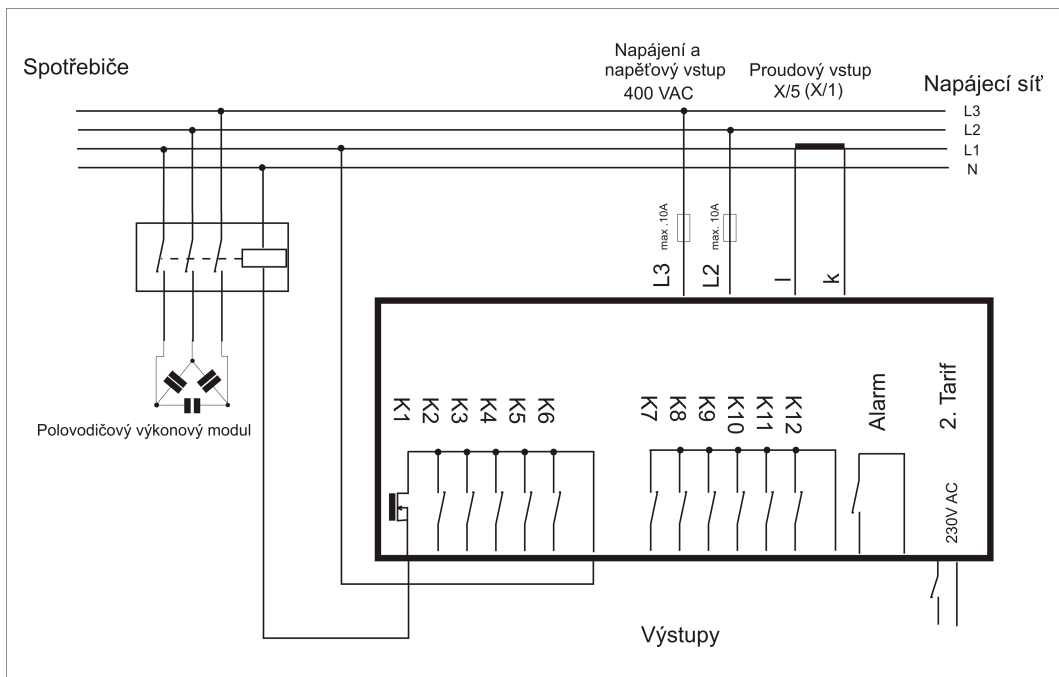 Spotřebiče
Napájení a
napěťový vstup
400 VAC
Proudový vstup
X/5 (X/1)
Napájecí síť
L3
L2
L1
N
max .10A
max. 10A
L3
L2
l
k
Polovodičový výkonový modul
K1
K2
K3
K4
K5
K6
K7
K8
K9
K10
K11
K12
Alarm
2. Tarif
230V AC
Výstupy